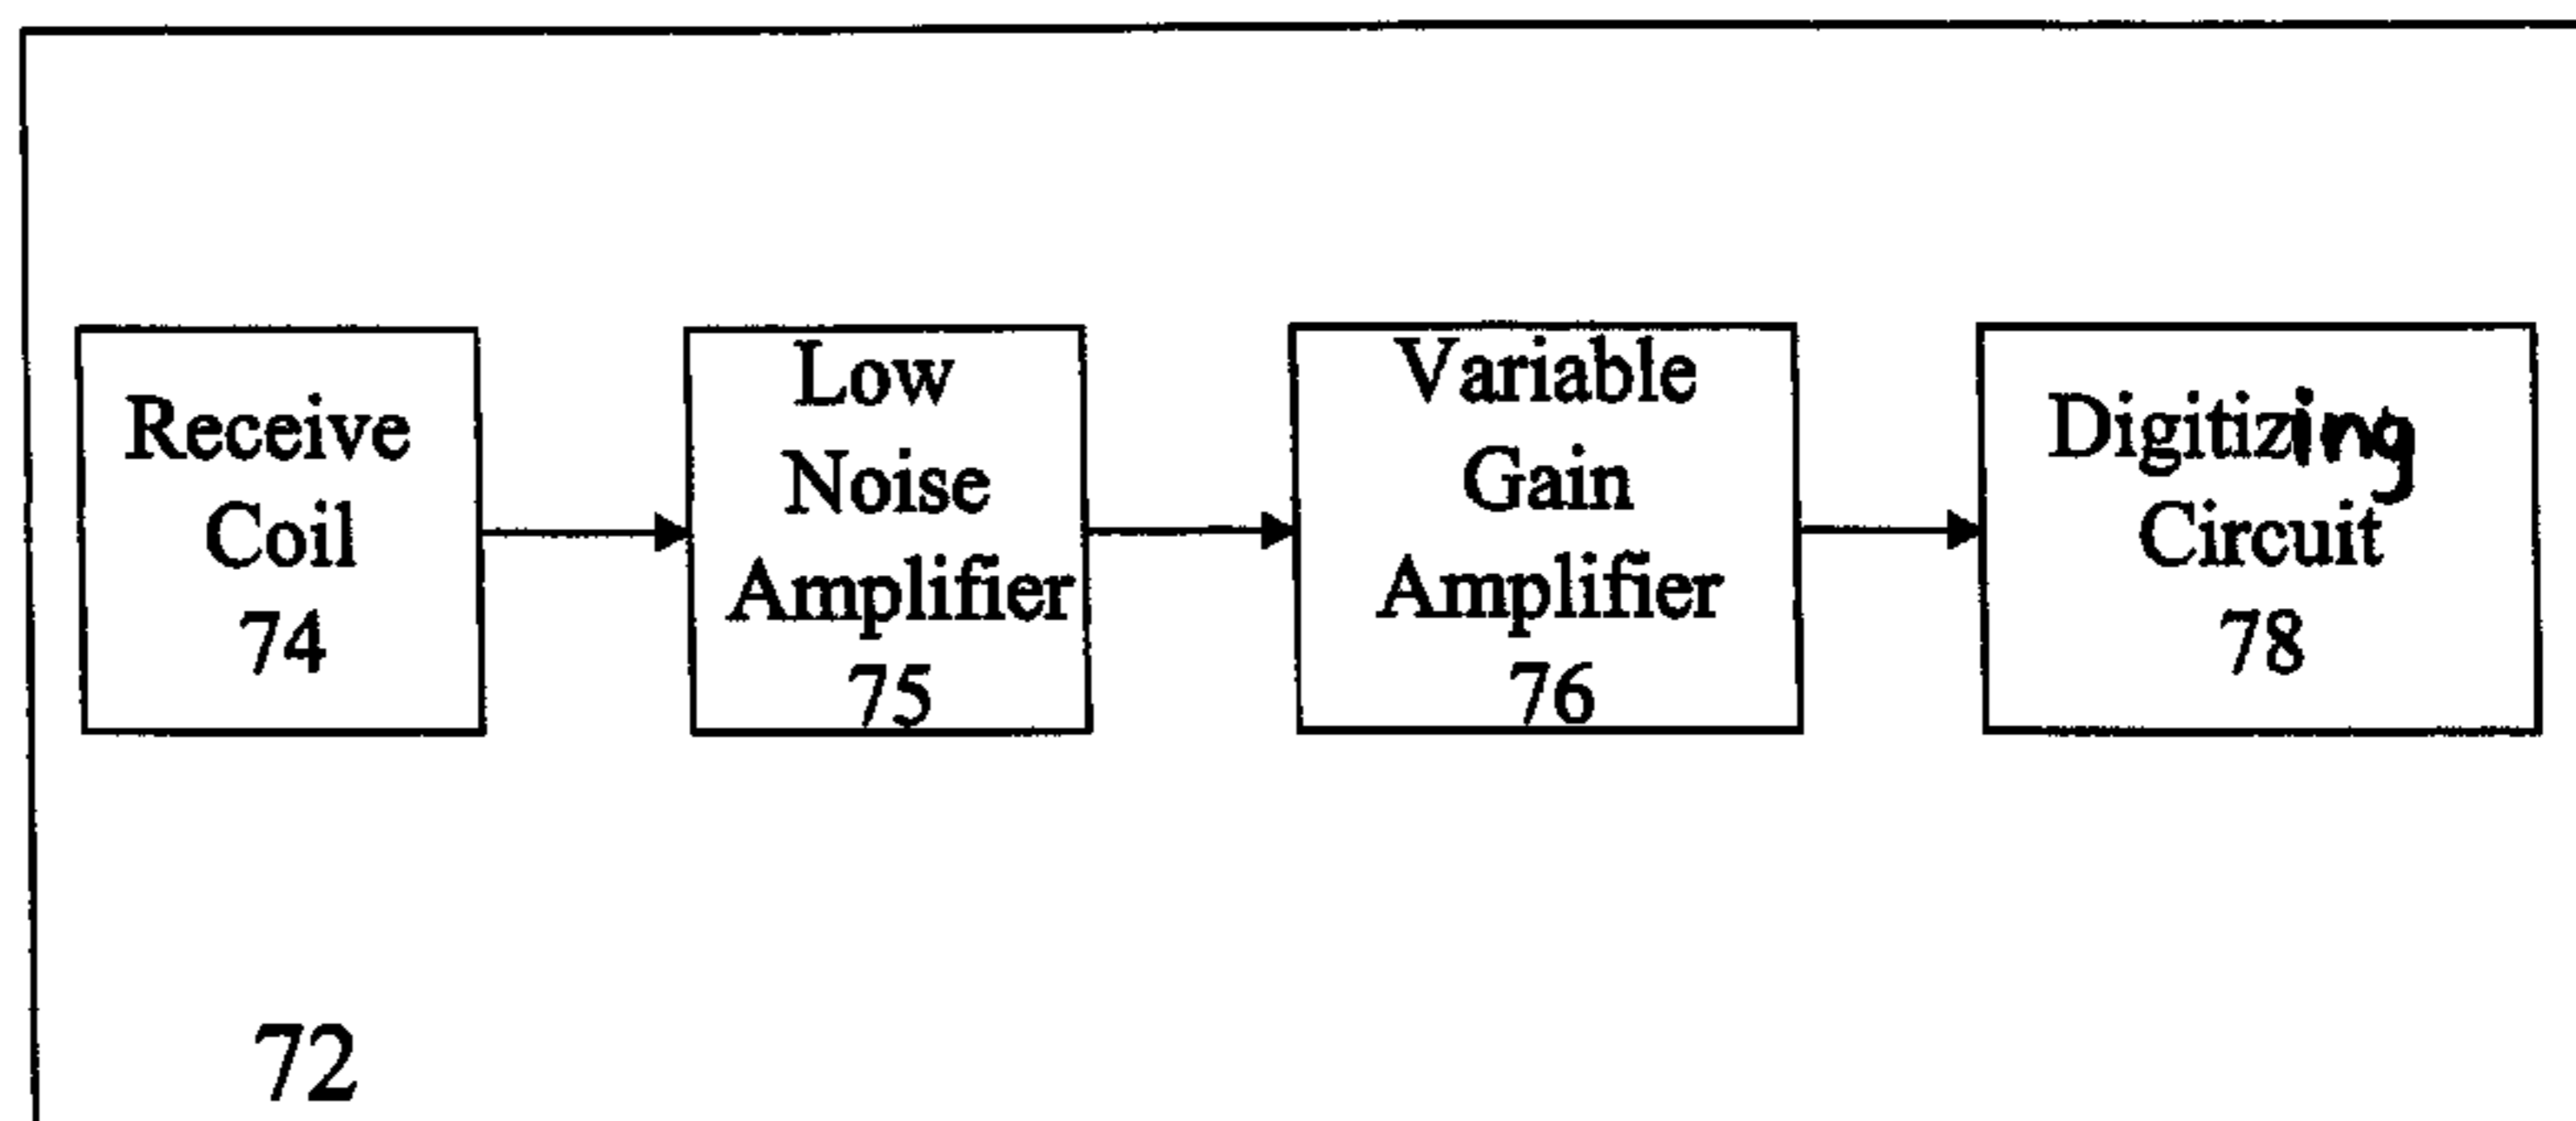 Receive
Coil
74
Low
Noise
Amplifier
75
Variable
Gain
Amplifier
76
Digitizing
Circuit
78
72